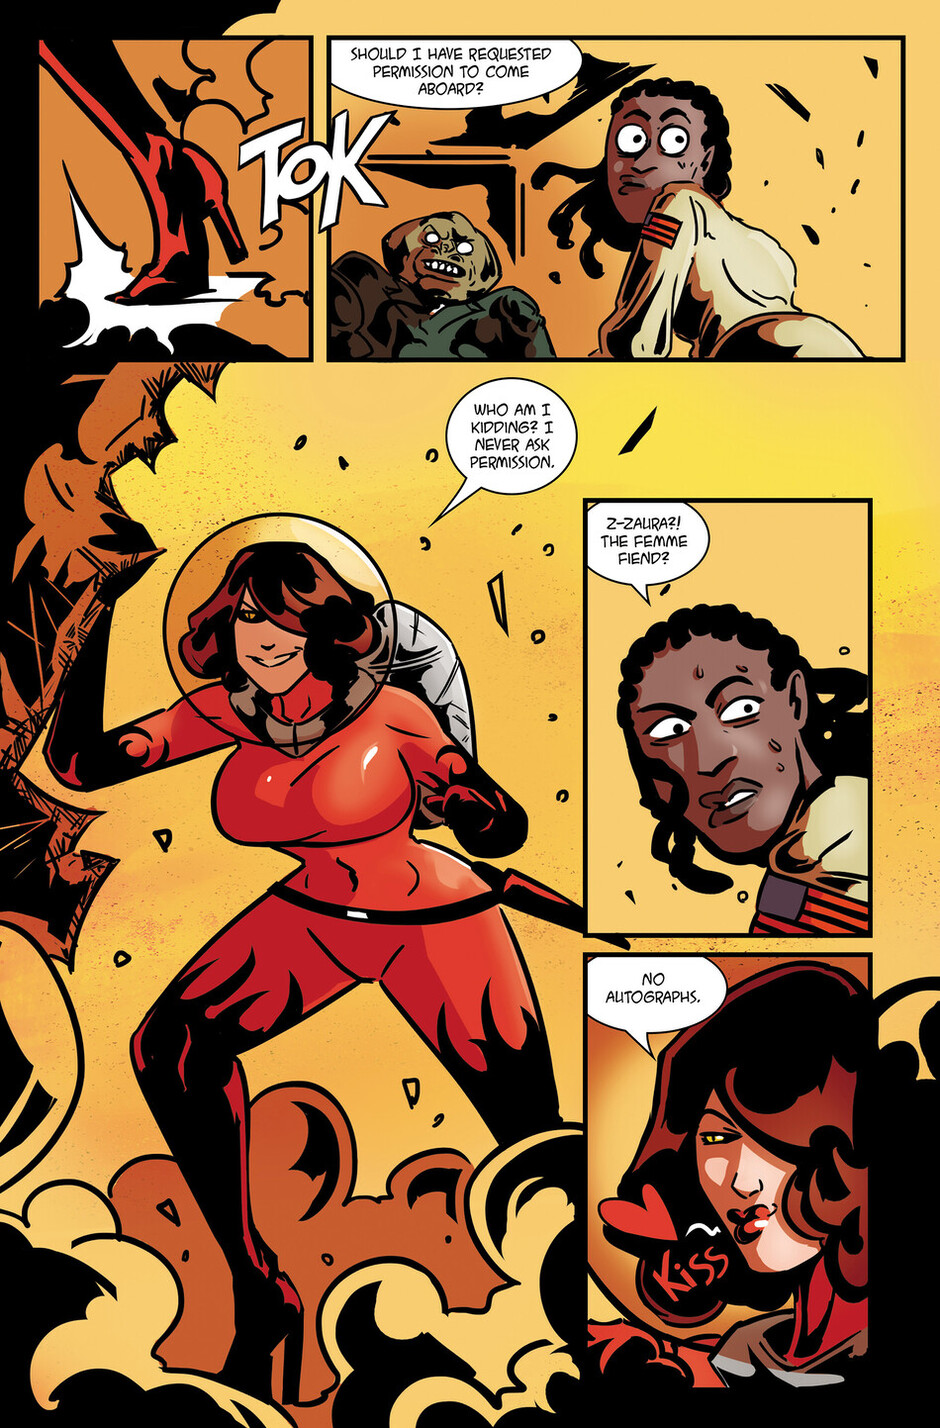 TOK
SHOULD I HAVE REQUESTED
PERMISSION TO COME
ABOARD?
WHO AM I
KIDDING? I
NEVER ASK
PERMISSION.
Z-ZAURA?!
THE FEMME
FIEND?
NO
AUTOGRAPHS.
KiSS